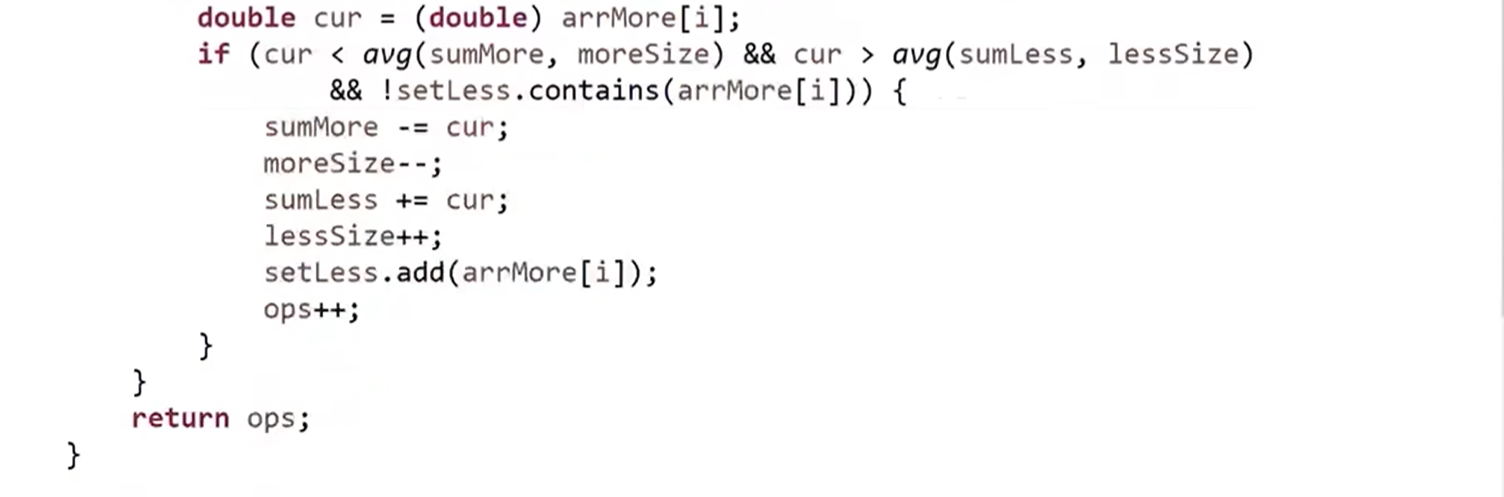 double cur = (double) arrMore[i];
if (cur < avg(sumMore, moreSize) && cur > avg(sumLess, lessSize)
&& !setLess.contains(arrMore[i])) {
sumMore -= cur;
moreSize--;
sumLess += cur;
lessSize++;
setLess.add(arrMore[i]);
ops++;
}
}
return ops;
}